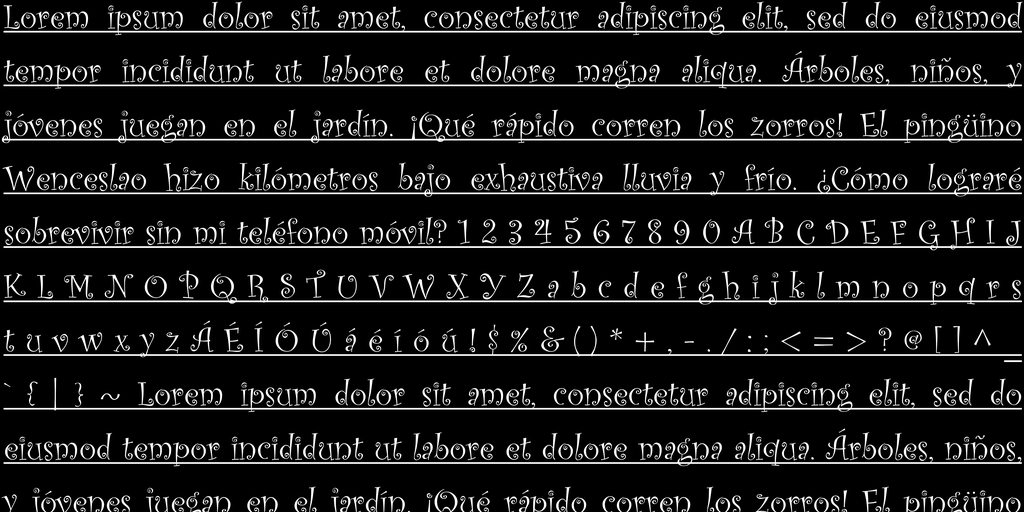 Lorem ipsum dolor sit amet, consectetur adipiscing elit, sed do eiusmod
tempor incididunt ut labore et dolore magna aliqua. Árboles, niños, y
jóvenes juegan en el jardín. ¡Qué rápido corren los zorros! El pingüino
Wenceslao hizo kilómetros bajo exhaustiva lluvia y frío. ¿Cómo lograré
sobrevivir sin mi teléfono móvil? 1 2 3 4 5 6 7 8 9 0 A B C D E F G H I J
K L M N O P Q R S T U V W X Y Z a b c d e f g h i j k l m n o p q r s
t u v w x y z Á É Í Ó Ú á é í ó ú ! $ % & ( ) * + , - . / : ; < = > ? @ [ ] ^ _
` { | } ~ Lorem ipsum dolor sit amet, consectetur adipiscing elit, sed do
eiusmod tempor incididunt ut labore et dolore magna aliqua. Árboles, niños,
y jóvenes juegan en el jardín. ¡Qué rápido corren los zorros! El pingüino